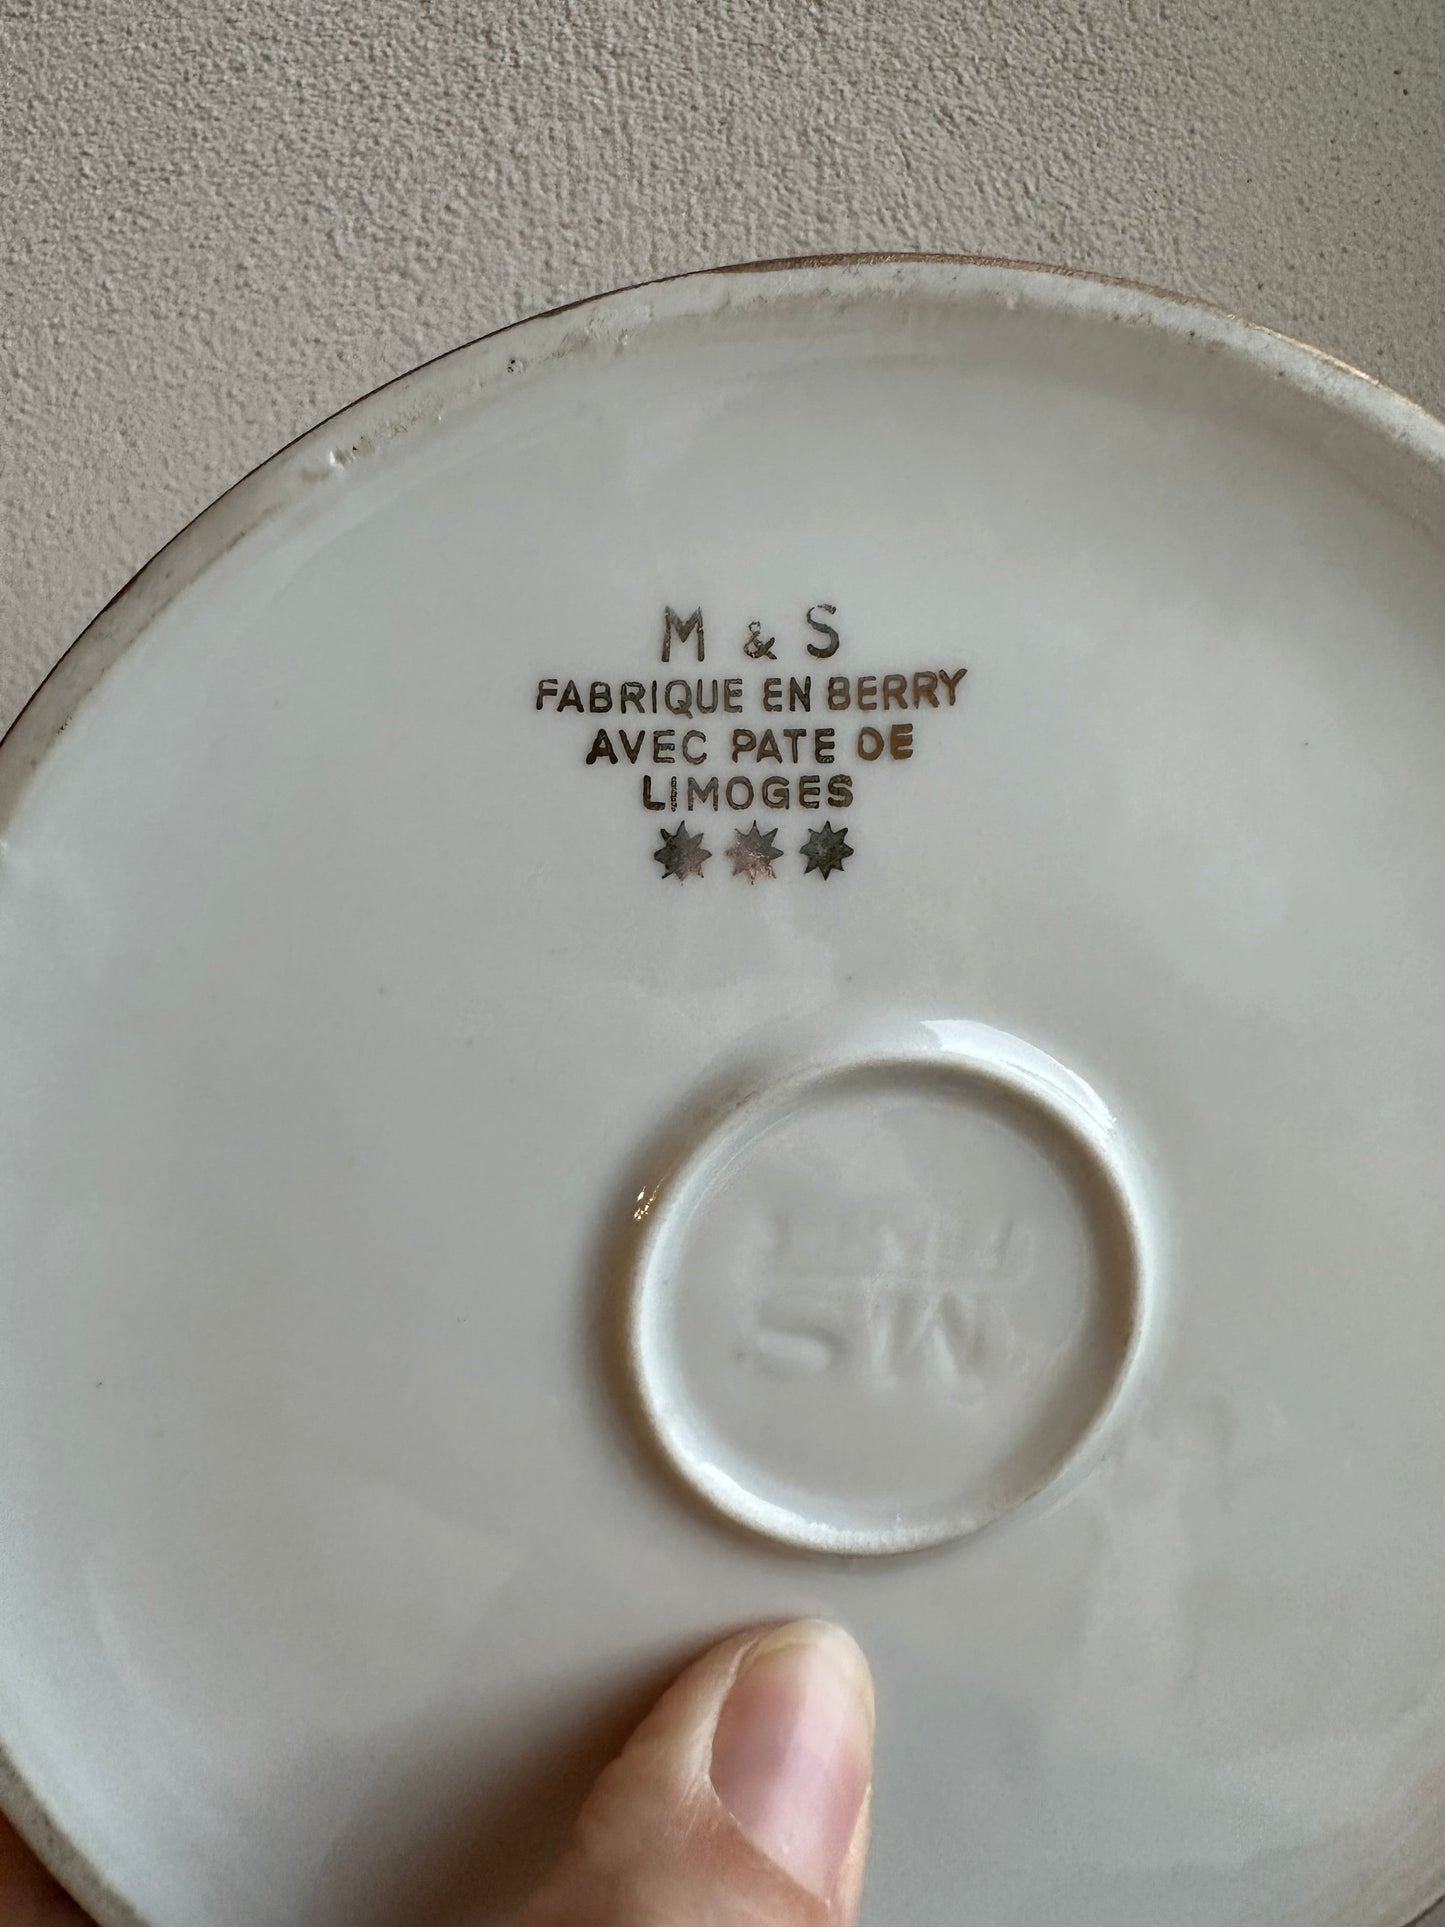 M & S
FABRIQUE EN BERRY
AVEC PATE DE
LIMOGES